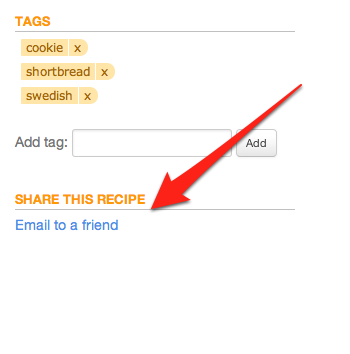 TAGS
cookie x
shortbread x
swedish x
Add tag: Add
SHARE THIS RECIPE
Email to a friend